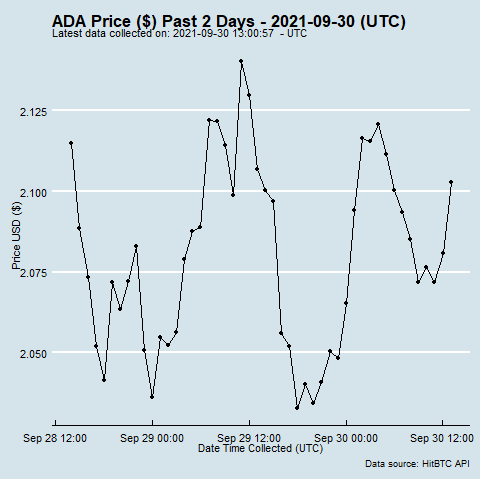 ADA Price ($) Past 2 Days - 2021-09-30 (UTC)
Latest data collected on: 2021-09-30 13:00:57  - UTC
2.125
2.100
2.075
2.050
Price USD ($)
Sep 28 12:00 Sep 29 00:00 Sep 29 12:00 Sep 30 00:00 Sep 30 12:00
Date Time Collected (UTC)
Data source: HitBTC API